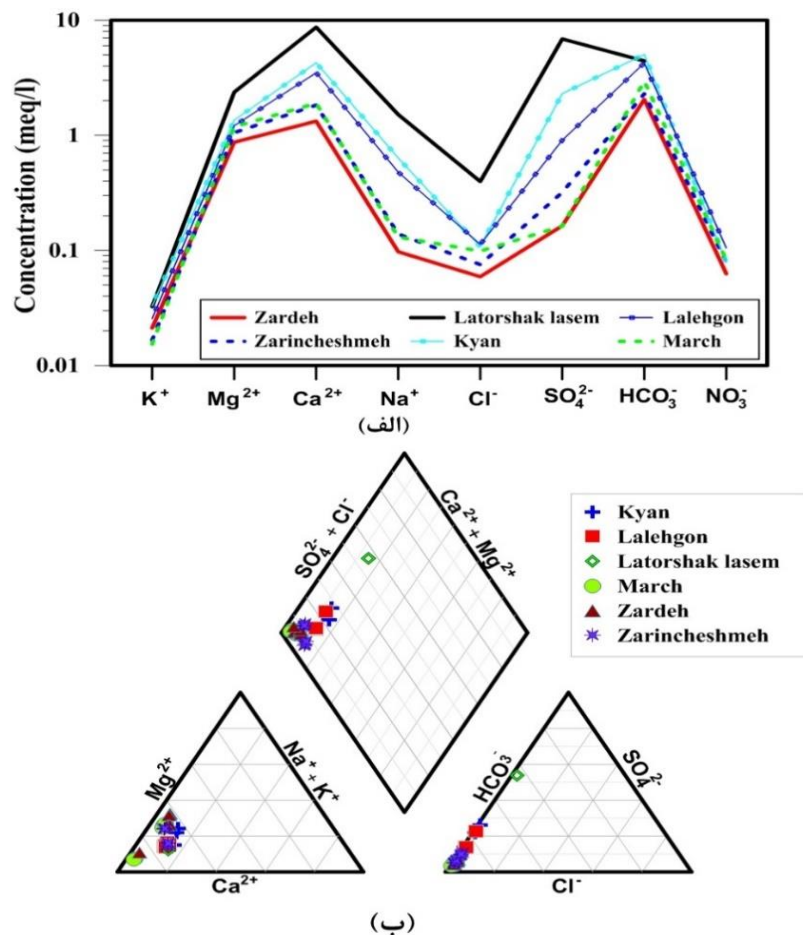 10
1
0.1
0.01
Concentration (meq/l)
Zardeh
Latorshak lasem
Lalehgon
Zarincheshmeh
Kyan
March
K⁺ Mg²⁺ Ca²⁺ Na⁺ Cl⁻ SO₄²⁻ HCO₃⁻ NO₃⁻
(الف)
SO₄²⁻ + Cl⁻
Ca²⁺ + Mg²⁺
Kyan
Lalehgon
Latorshak lasem
March
Zardeh
Zarincheshmeh
Mg²⁺
Na⁺ + K⁺
HCO₃⁻
SO₄²⁻
Ca²⁺
Cl⁻
(ب)